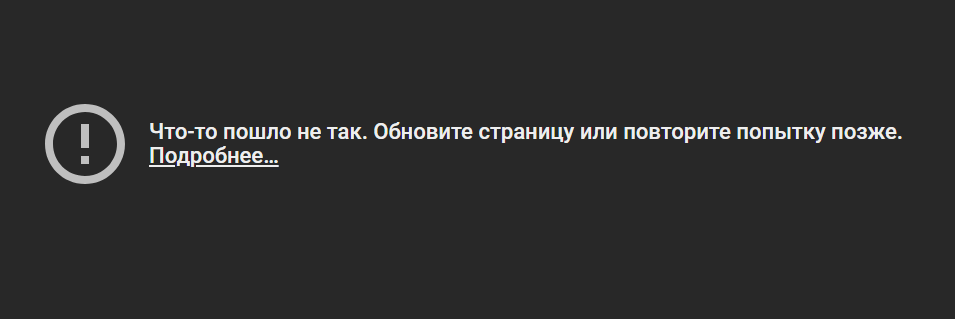 Что-то пошло не так. Обновите страницу или повторите попытку позже.
Подробнее...